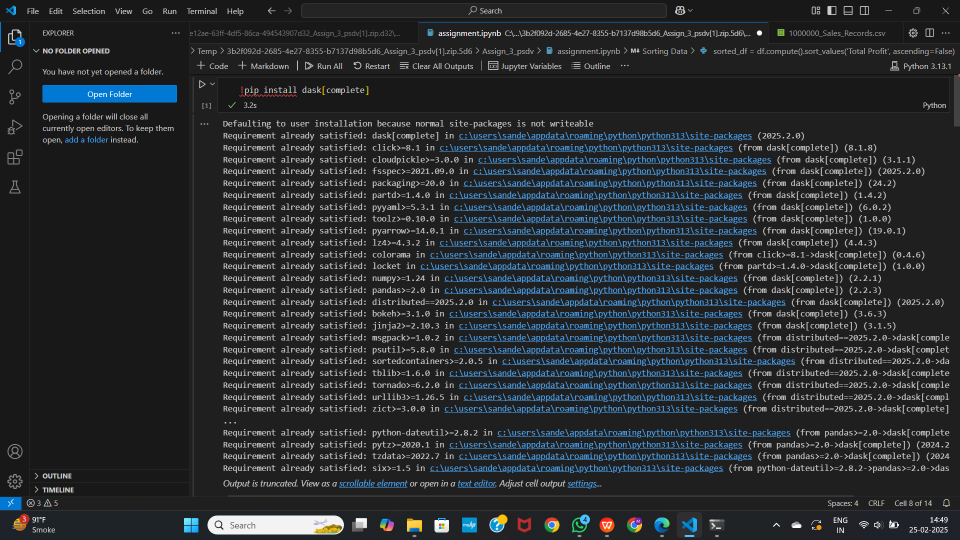 File Edit Selection View Go Run Terminal Help
Search
EXPLORER
NO FOLDER OPENED
You have not yet opened a folder.
Open Folder
Opening a folder will close all currently open editors. To keep them open, add a folder instead.
OUTLINE
TIMELINE
e12ae-63ff-4df5-86ca-494543907d32_Assign_3_psdv[1].zip.d32\...
assignment.ipynb C:\...\3b2f092d-2685-4e27-8355-b7137d98b5d6_Assign_3_psdv[1].zip.5d6\...
1000000_Sales_Records.csv
Temp > 3b2f092d-2685-4e27-8355-b7137d98b5d6_Assign_3_psdv[1].zip.5d6 > Assign_3_psdv > assignment.ipynb > Sorting Data > sorted_df = df.compute().sort_values('Total Profit', ascending=False)
+ Code + Markdown Run All Restart Clear All Outputs Jupyter Variables Outline ... Python 3.13.1
!pip install dask[complete]
[1] 3.2s Python
Defaulting to user installation because normal site-packages is not writeable
Requirement already satisfied: dask[complete] in c:\users\sande\appdata\roaming\python\python313\site-packages (2025.2.0)
Requirement already satisfied: click>=8.1 in c:\users\sande\appdata\roaming\python\python313\site-packages (from dask[complete]) (8.1.8)
Requirement already satisfied: cloudpickle>=3.0.0 in c:\users\sande\appdata\roaming\python\python313\site-packages (from dask[complete]) (3.1.1)
Requirement already satisfied: fsspec>=2021.09.0 in c:\users\sande\appdata\roaming\python\python313\site-packages (from dask[complete]) (2025.2.0)
Requirement already satisfied: packaging>=20.0 in c:\users\sande\appdata\roaming\python\python313\site-packages (from dask[complete]) (24.2)
Requirement already satisfied: partd>=1.4.0 in c:\users\sande\appdata\roaming\python\python313\site-packages (from dask[complete]) (1.4.2)
Requirement already satisfied: pyyaml>=5.3.1 in c:\users\sande\appdata\roaming\python\python313\site-packages (from dask[complete]) (6.0.2)
Requirement already satisfied: toolz>=0.10.0 in c:\users\sande\appdata\roaming\python\python313\site-packages (from dask[complete]) (1.0.0)
Requirement already satisfied: pyarrow>=14.0.1 in c:\users\sande\appdata\roaming\python\python313\site-packages (from dask[complete]) (19.0.1)
Requirement already satisfied: lz4>=4.3.2 in c:\users\sande\appdata\roaming\python\python313\site-packages (from dask[complete]) (4.4.3)
Requirement already satisfied: colorama in c:\users\sande\appdata\roaming\python\python313\site-packages (from click>=8.1->dask[complete]) (0.4.6)
Requirement already satisfied: locket in c:\users\sande\appdata\roaming\python\python313\site-packages (from partd>=1.4.0->dask[complete]) (1.0.0)
Requirement already satisfied: numpy>=1.24 in c:\users\sande\appdata\roaming\python\python313\site-packages (from dask[complete]) (2.2.1)
Requirement already satisfied: pandas>=2.0 in c:\users\sande\appdata\roaming\python\python313\site-packages (from dask[complete]) (2.2.3)
Requirement already satisfied: distributed==2025.2.0 in c:\users\sande\appdata\roaming\python\python313\site-packages (from dask[complete]) (2025.2.0)
Requirement already satisfied: bokeh>=3.1.0 in c:\users\sande\appdata\roaming\python\python313\site-packages (from dask[complete]) (3.6.3)
Requirement already satisfied: jinja2>=2.10.3 in c:\users\sande\appdata\roaming\python\python313\site-packages (from dask[complete]) (3.1.5)
Requirement already satisfied: msgpack>=1.0.2 in c:\users\sande\appdata\roaming\python\python313\site-packages (from distributed==2025.2.0->dask[comple
Requirement already satisfied: psutil>=5.8.0 in c:\users\sande\appdata\roaming\python\python313\site-packages (from distributed==2025.2.0->dask[complet
Requirement already satisfied: sortedcontainers>=2.0.5 in c:\users\sande\appdata\roaming\python\python313\site-packages (from distributed==2025.2.0->da
Requirement already satisfied: tblib>=1.6.0 in c:\users\sande\appdata\roaming\python\python313\site-packages (from distributed==2025.2.0->dask[complete
Requirement already satisfied: tornado>=6.2.0 in c:\users\sande\appdata\roaming\python\python313\site-packages (from distributed==2025.2.0->dask[comple
Requirement already satisfied: urllib3>=1.26.5 in c:\users\sande\appdata\roaming\python\python313\site-packages (from distributed==2025.2.0->dask[compl
Requirement already satisfied: zict>=3.0.0 in c:\users\sande\appdata\roaming\python\python313\site-packages (from distributed==2025.2.0->dask[complete]
...
Requirement already satisfied: python-dateutil>=2.8.2 in c:\users\sande\appdata\roaming\python\python313\site-packages (from pandas>=2.0->dask[complete
Requirement already satisfied: pytz>=2020.1 in c:\users\sande\appdata\roaming\python\python313\site-packages (from pandas>=2.0->dask[complete]) (2024.2
Requirement already satisfied: tzdata>=2022.7 in c:\users\sande\appdata\roaming\python\python313\site-packages (from pandas>=2.0->dask[complete]) (2024
Requirement already satisfied: six>=1.5 in c:\users\sande\appdata\roaming\python\python313\site-packages (from python-dateutil>=2.8.2->pandas>=2.0->das
Output is truncated. View as a scrollable element or open in a text editor. Adjust cell output settings...
3 5 Spaces: 4 CRLF Cell 8 of 14
91°F
Smoke
Search
ENG
IN
14:49
25-02-2025